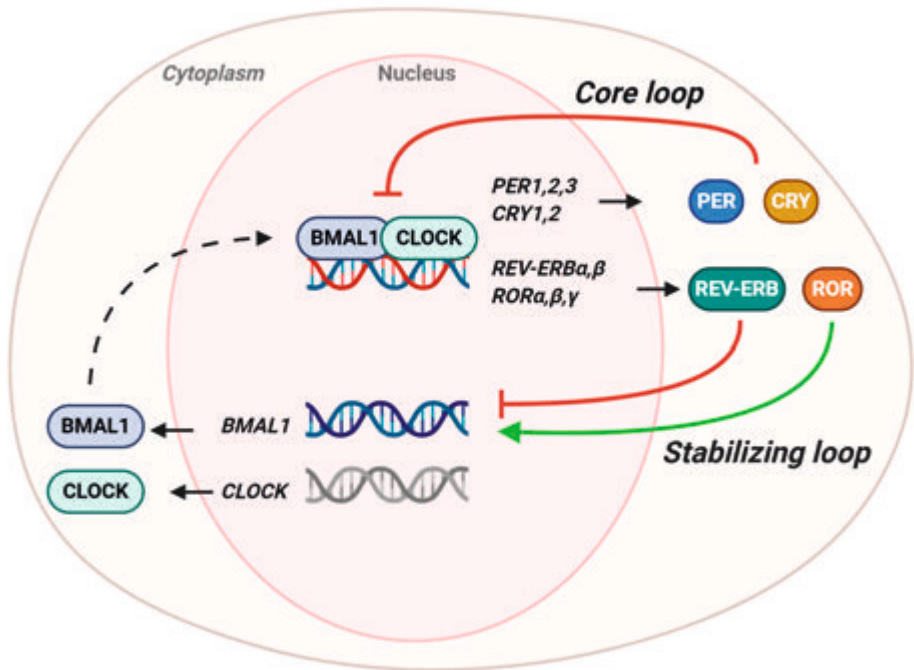 Cytoplasm
Nucleus
Core loop
PER1,2,3
CRY1,2
PER
CRY
BMAL1
CLOCK
REV-ERBα,β
RORα,β,γ
REV-ERB
ROR
BMAL1
BMAL1
Stabilizing loop
CLOCK
CLOCK